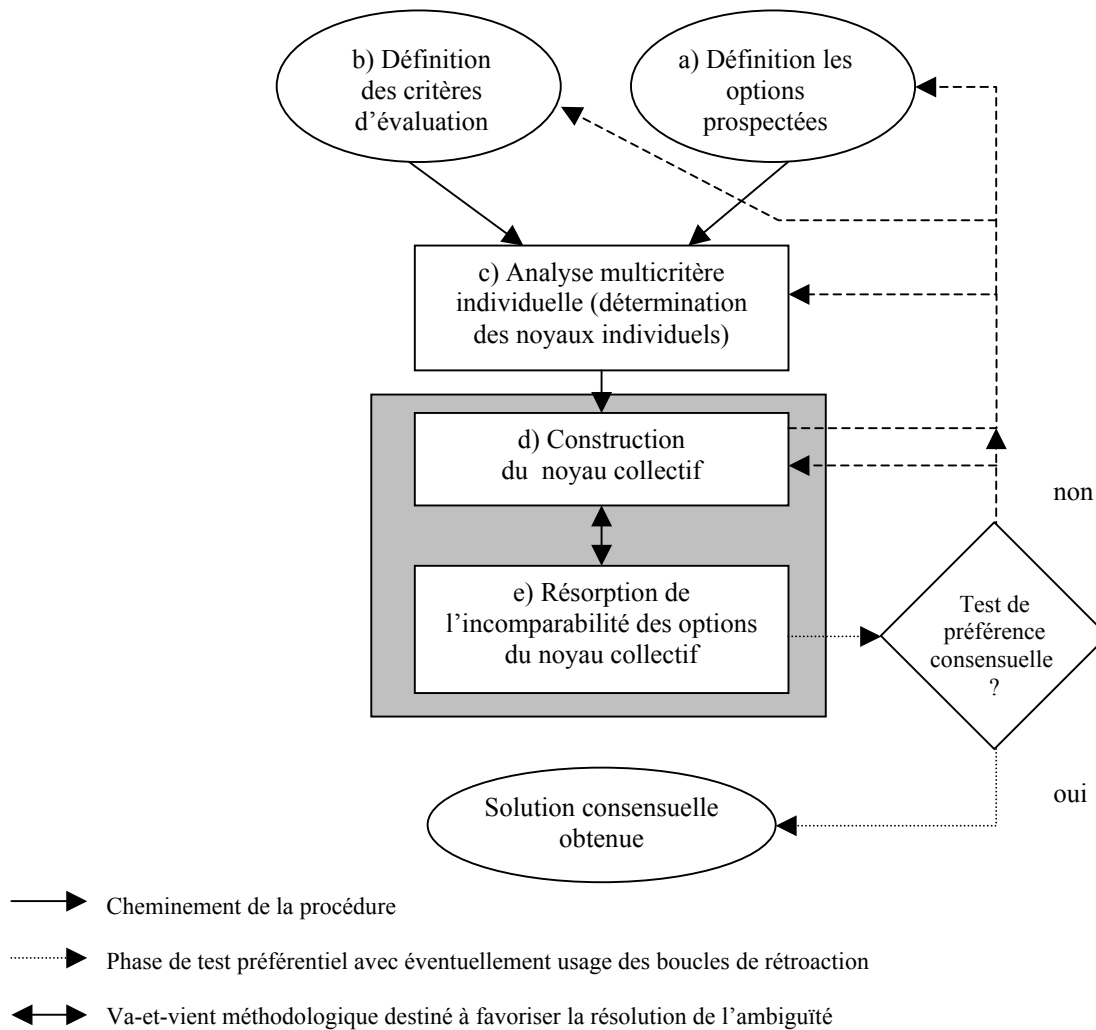 b) Définition
des critères
d’évaluation
a) Définition les
options
prospectées
c) Analyse multicritère
individuelle (détermination
des noyaux individuels)
d) Construction
du noyau collectif
non
e) Résorption de
l’incomparabilité des options
du noyau collectif
Test de
préférence
consensuelle
?
oui
Solution consensuelle
obtenue
Cheminement de la procédure
Phase de test préférentiel avec éventuellement usage des boucles de rétroaction
Va-et-vient méthodologique destiné à favoriser la résolution de l’ambiguïté